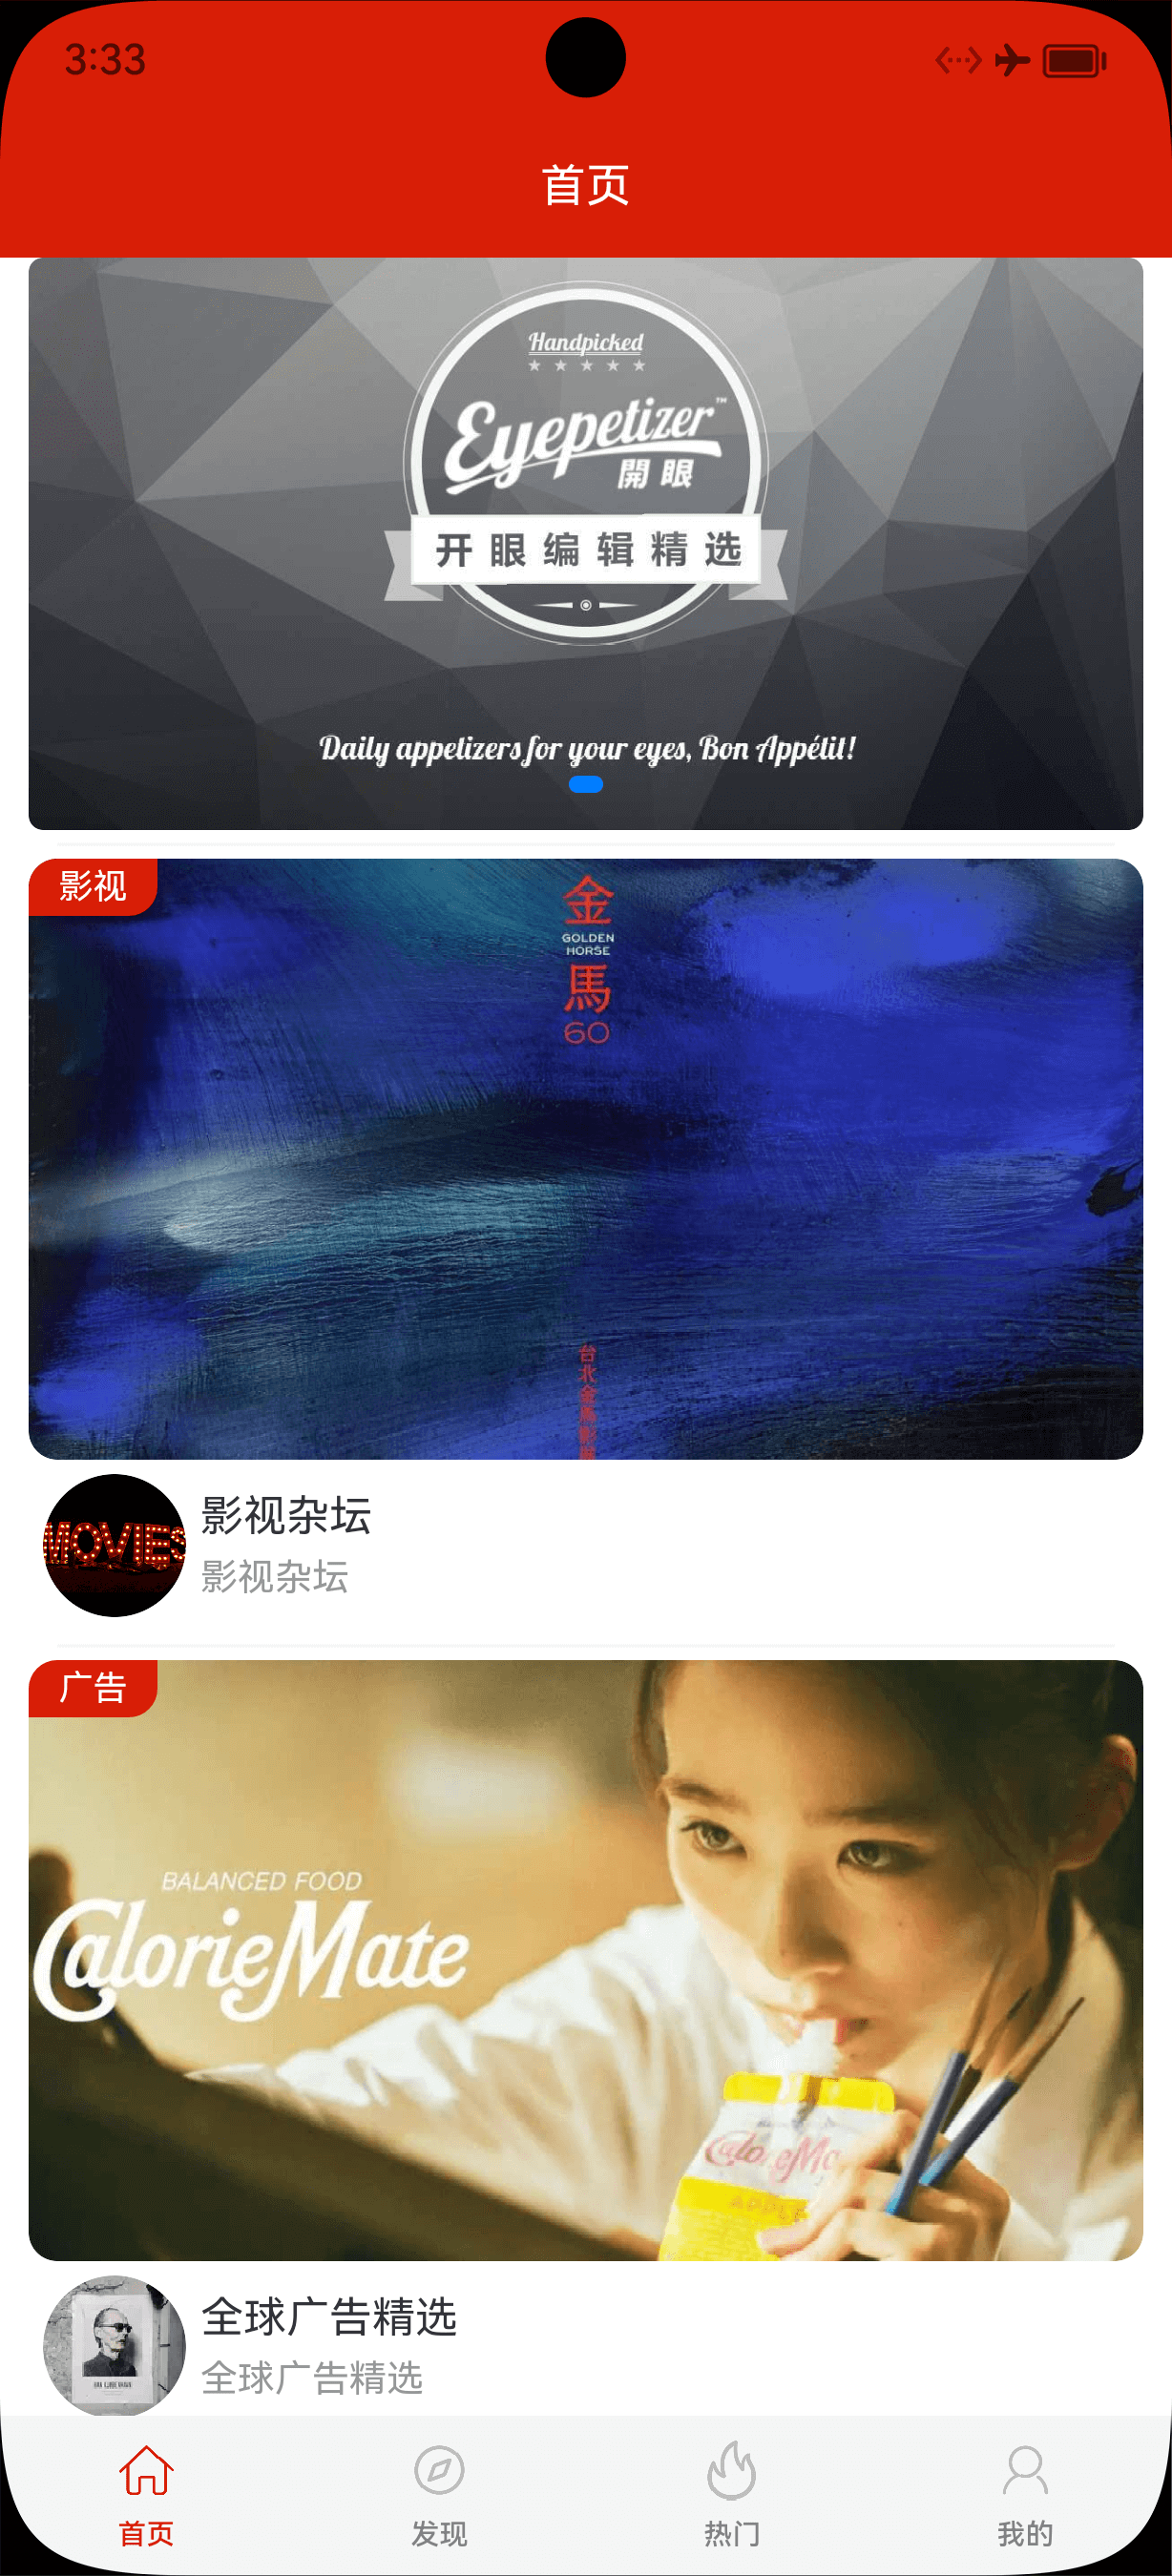 3:33
首页
Handpicked
Eyepetizer™
開眼
开眼编辑精选
Daily appetizers for your eyes, Bon Appétit!
影视
金
GOLDEN
HORSE
馬
60
台北金馬影展
MOVIES
影视杂坛
影视杂坛
广告
BALANCED FOOD
CalorieMate
CalorieMa
APPLE
全球广告精选
全球广告精选
首页
发现
热门
我的